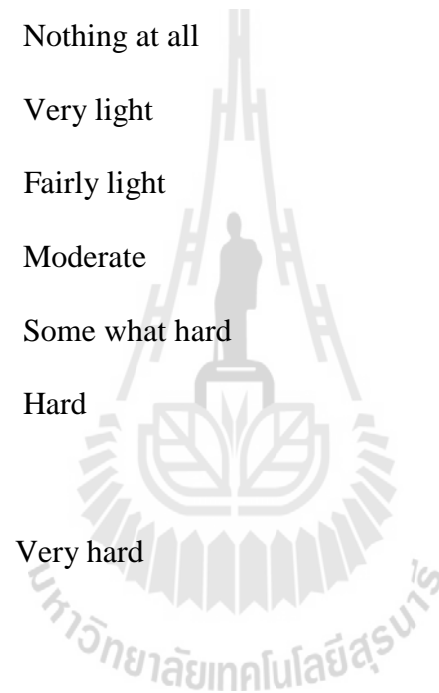 Nothing at all
Very light
Fairly light
Moderate
Some what hard
Hard
Very hard
มหาวิทยาลัยเทคโนโลยีสุรนารี